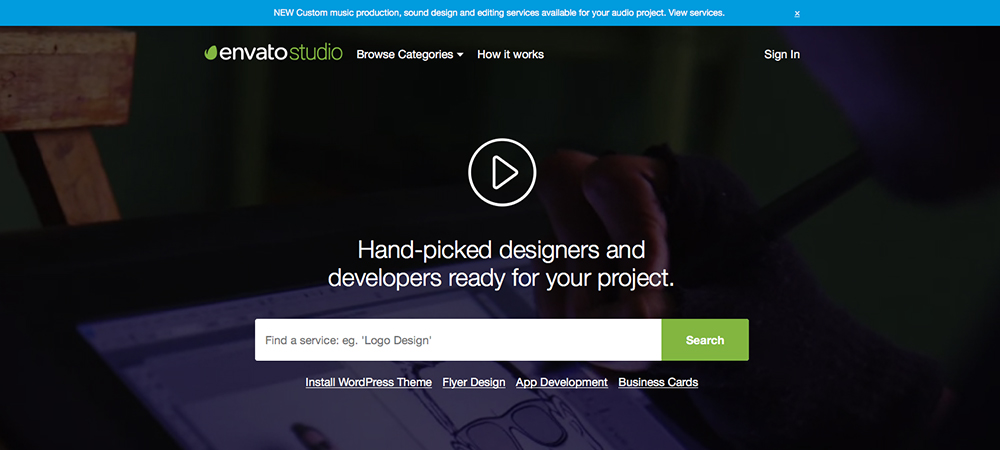 NEW Custom music production, sound design and editing services available for your audio project. View services. x
envatostudio Browse Categories How it works Sign In
Hand-picked designers and
developers ready for your project.
Find a service: eg. 'Logo Design' Search
Install WordPress Theme Flyer Design App Development Business Cards